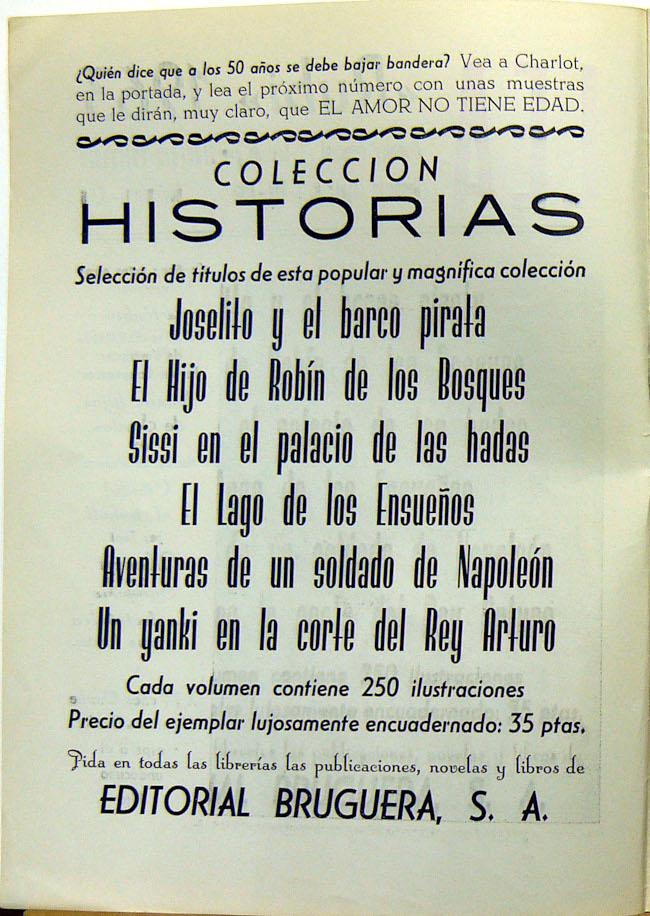 ¿Quién dice que a los 50 años se debe bajar bandera? Vea a Charlot,
en la portada, y lea el próximo número con unas muestras
que le dirán, muy claro, que EL AMOR NO TIENE EDAD.
COLECCION
HISTORIAS
Selección de títulos de esta popular y magnífica colección
Joselito y el barco pirata
El Hijo de Robín de los Bosques
Sissi en el palacio de las hadas
El Lago de los Ensueños
Aventuras de un soldado de Napoleón
Un yanki en la corte del Rey Arturo
Cada volumen contiene 250 ilustraciones
Precio del ejemplar lujosamente encuadernado: 35 ptas.
Pida en todas las librerías las publicaciones, novelas y libros de
EDITORIAL BRUGUERA, S. A.